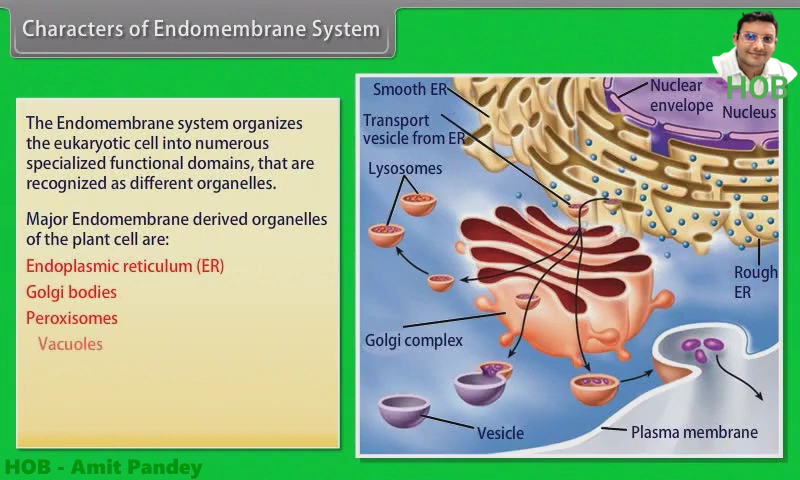 Characters of Endomembrane System
HOB
The Endomembrane system organizes
the eukaryotic cell into numerous
specialized functional domains, that are
recognized as different organelles.
Major Endomembrane derived organelles
of the plant cell are:
Endoplasmic reticulum (ER)
Golgi bodies
Peroxisomes
Vacuoles
Smooth ER
Nuclear
envelope
Nucleus
Transport
vesicle from ER
Lysosomes
Rough
ER
Golgi complex
Vesicle
Plasma membrane
HOB - Amit Pandey